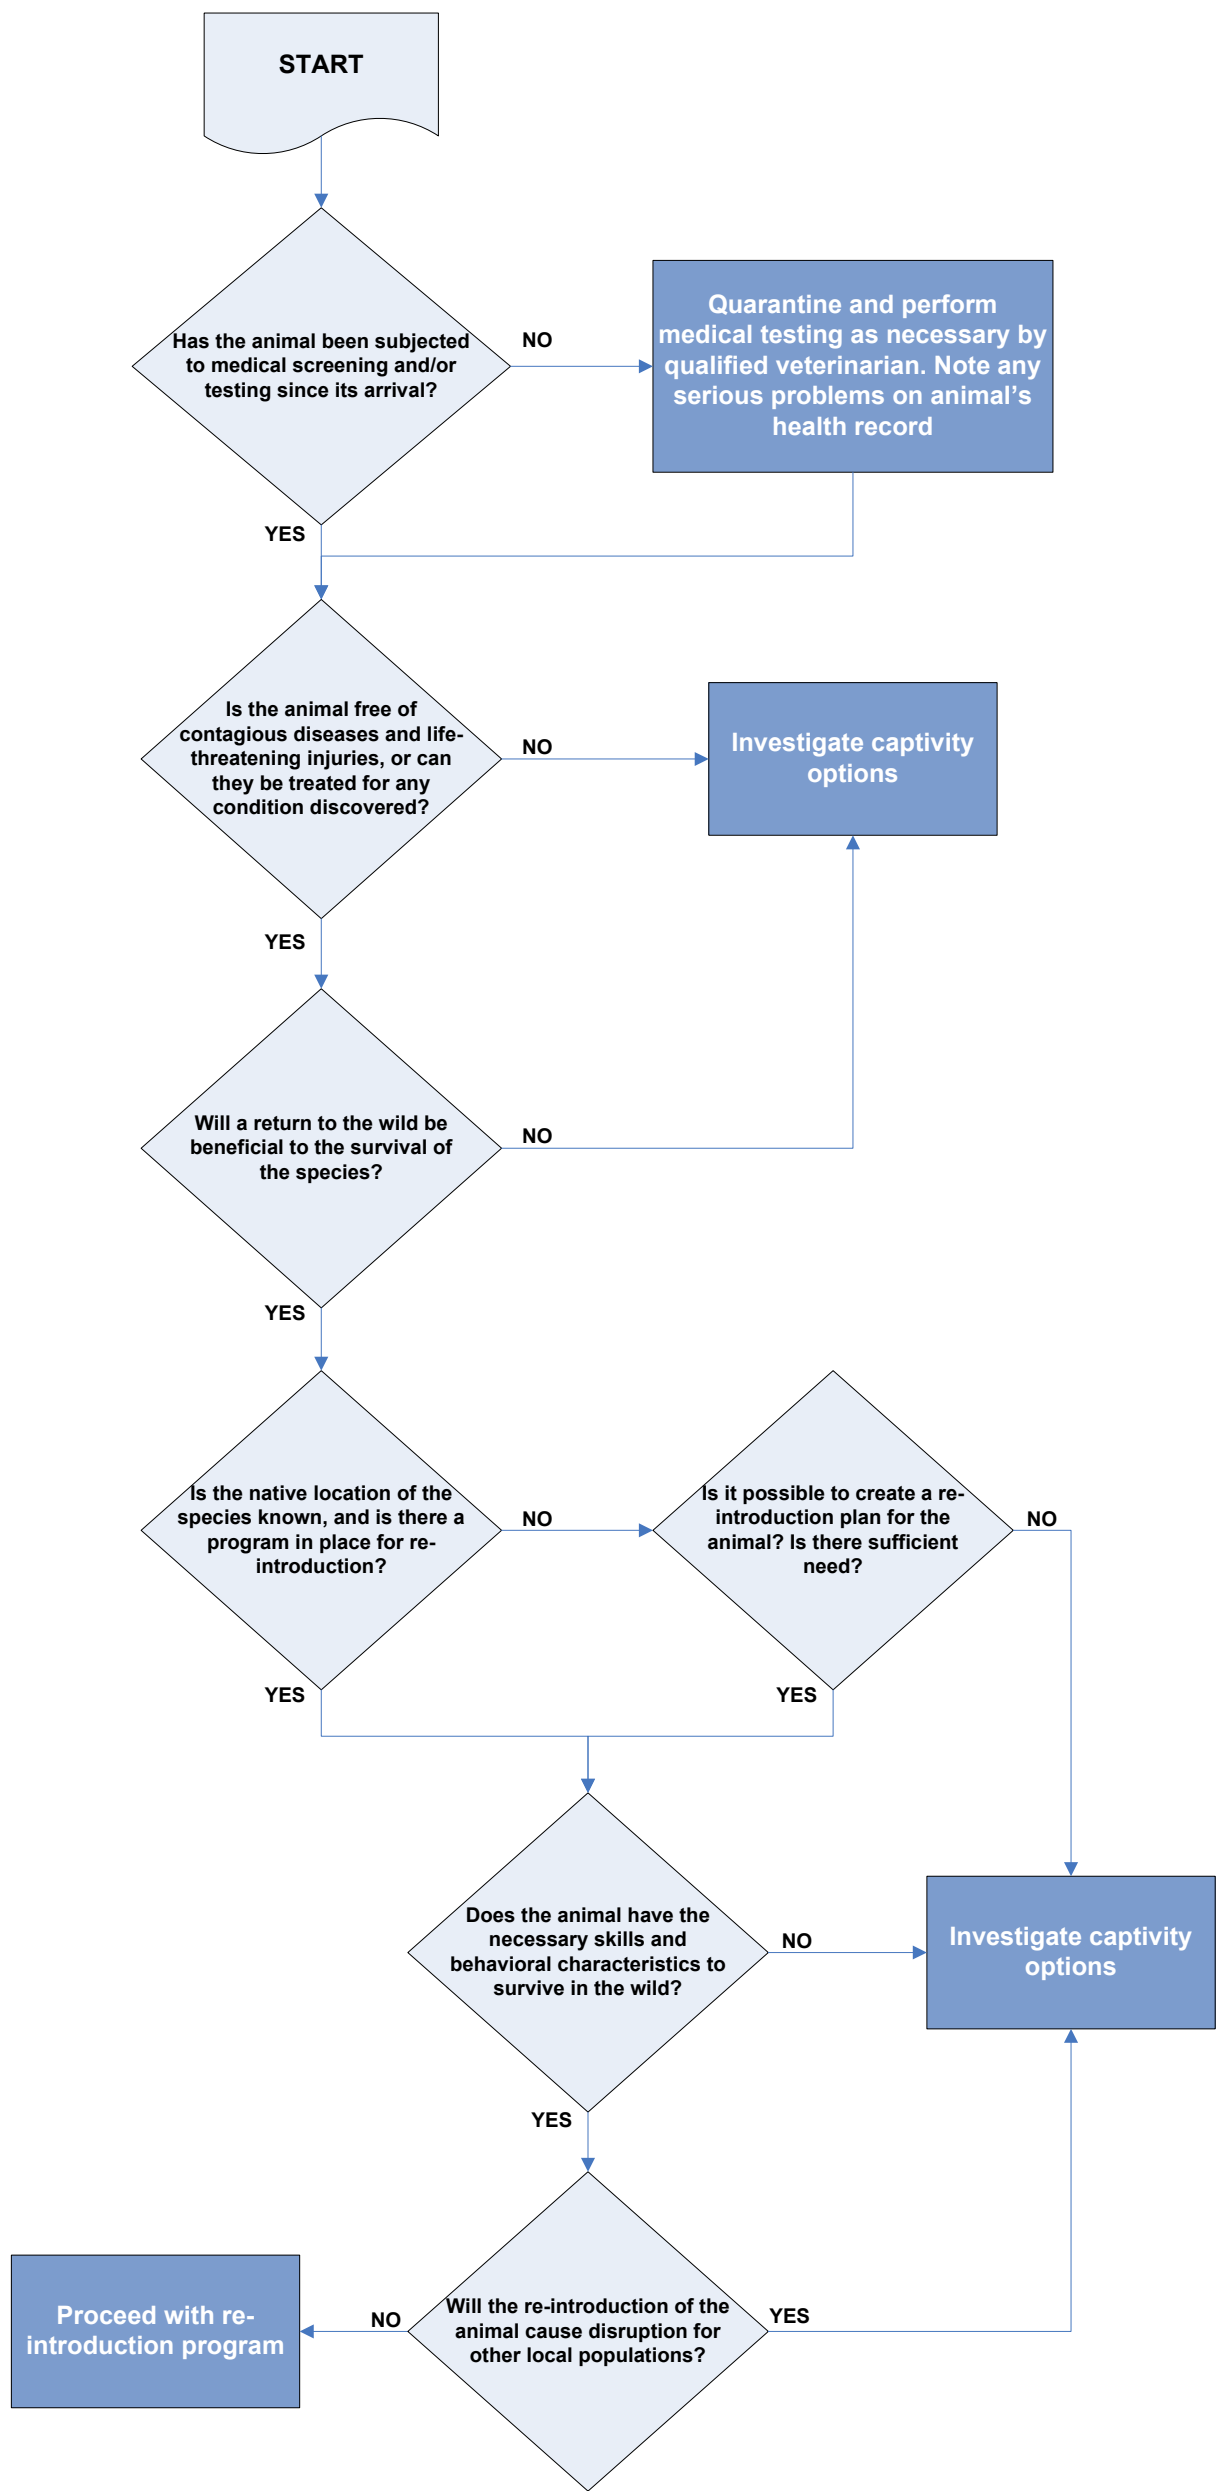 START
Has the animal been subjected
to medical screening and/or
testing since its arrival?
NO
Quarantine and perform
medical testing as necessary by
qualified veterinarian. Note any
serious problems on animal’s
health record
YES
Is the animal free of
contagious diseases and life-
threatening injuries, or can
they be treated for any
condition discovered?
NO
Investigate captivity
options
YES
Will a return to the wild be
beneficial to the survival of
the species?
NO
YES
Is the native location of the
species known, and is there a
program in place for re-
introduction?
NO
Is it possible to create a re-
introduction plan for the
animal? Is there sufficient
need?
NO
YES
YES
Does the animal have the
necessary skills and
behavioral characteristics to
survive in the wild?
NO
Investigate captivity
options
YES
Will the re-introduction of the
animal cause disruption for
other local populations?
YES
NO
Proceed with re-
introduction program